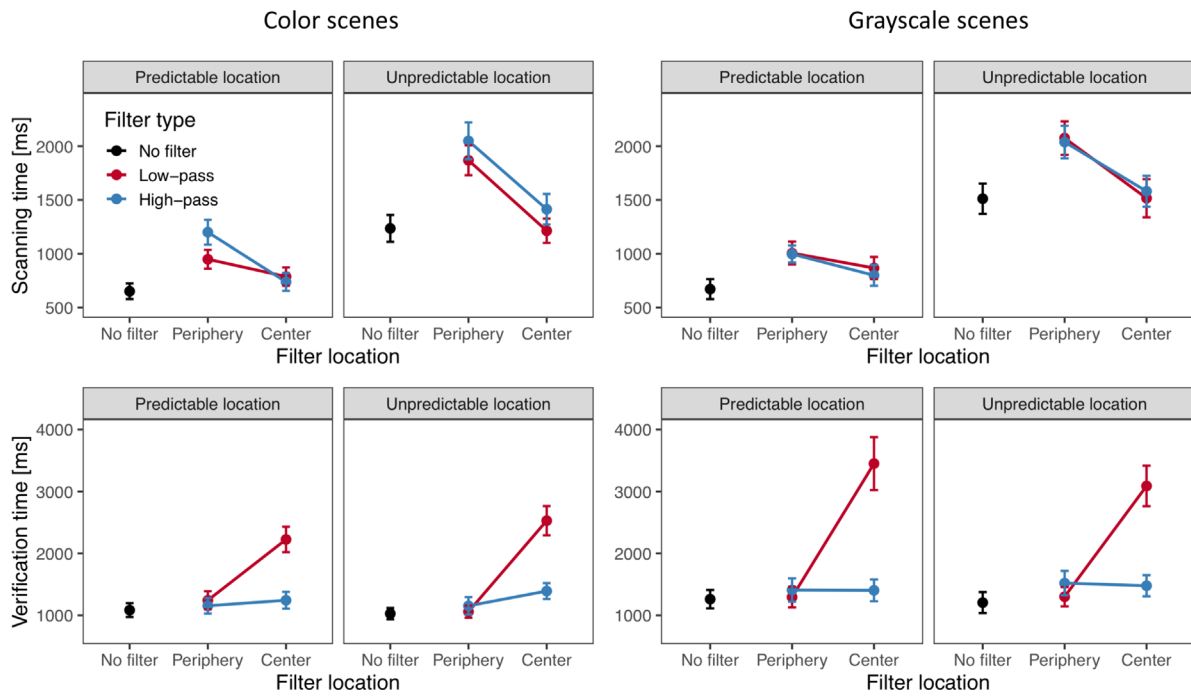 Color scenes
Grayscale scenes
Predictable location
Unpredictable location
Predictable location
Unpredictable location
Scanning time [ms]
2000
1500
1000
500
Filter type
No filter
Low-pass
High-pass
2000
1500
1000
500
No filter
Periphery
Center
No filter
Periphery
Center
No filter
Periphery
Center
No filter
Periphery
Center
Filter location
Filter location
Predictable location
Unpredictable location
Predictable location
Unpredictable location
Verification time [ms]
4000
3000
2000
1000
4000
3000
2000
1000
No filter
Periphery
Center
No filter
Periphery
Center
No filter
Periphery
Center
No filter
Periphery
Center
Filter location
Filter location